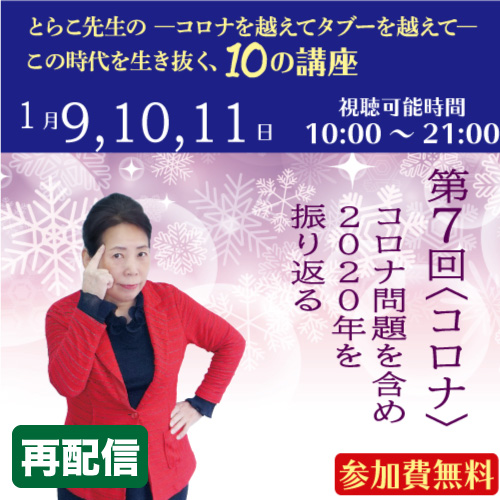 とらこ先生の ―コロナを越えてタブーを越えて―
この時代を生き抜く、10の講座
1月9,10,11日
視聴可能時間
10:00 ～ 21:00
第7回〈コロナ〉
コロナ問題を含め
2020年を
振り返る
再配信
参加費無料